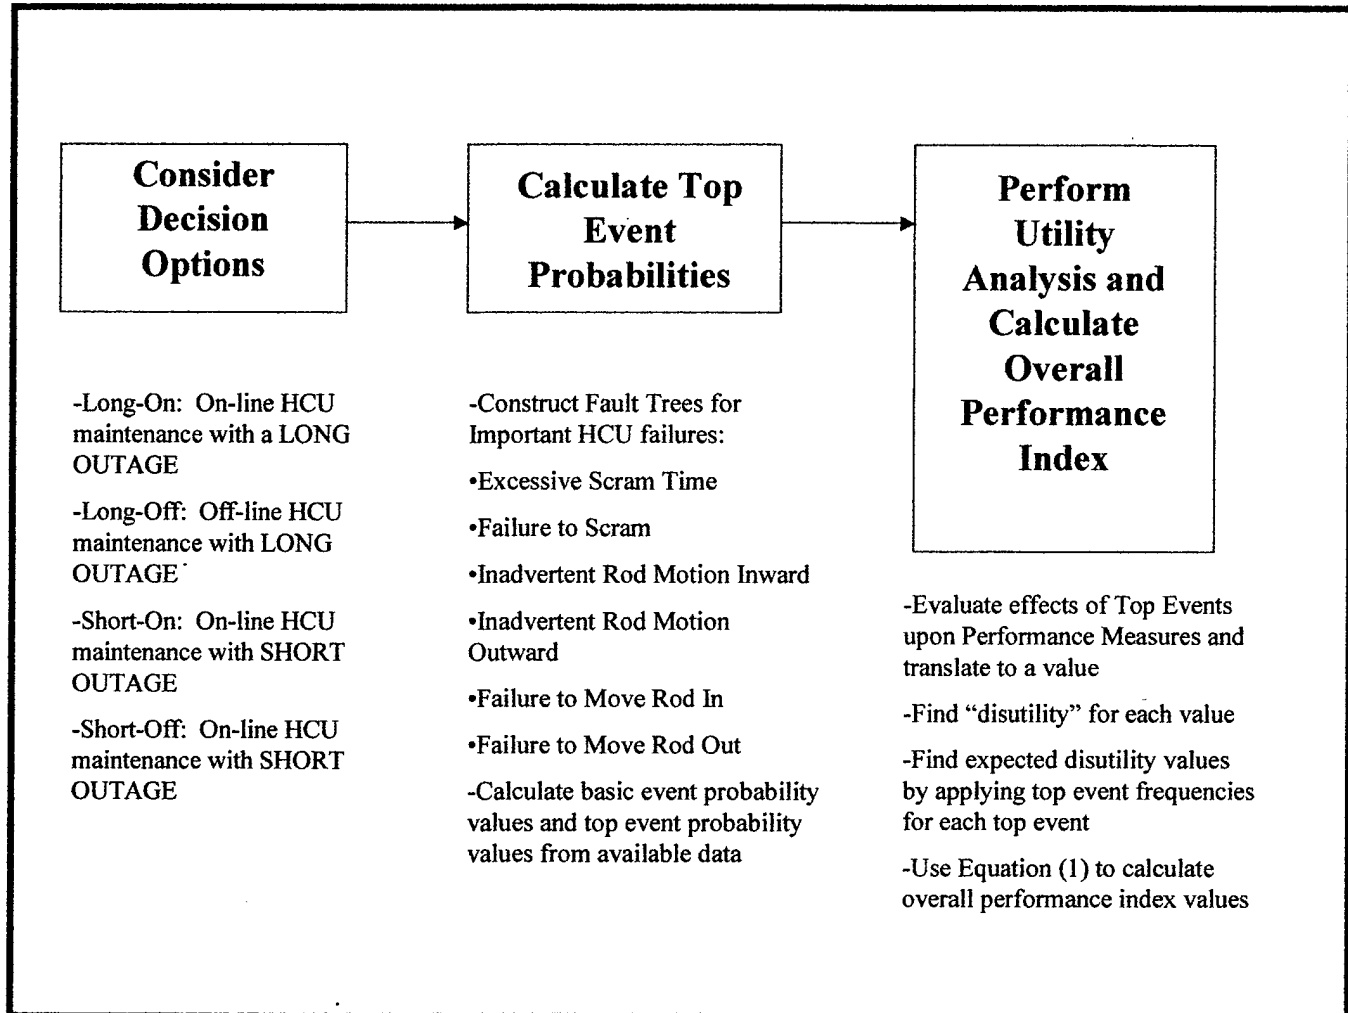 Consider
Decision
Options
-Long-On: On-line HCU
maintenance with a LONG
OUTAGE
-Long-Off: Off-line HCU
maintenance with LONG
OUTAGE
-Short-On: On-line HCU
maintenance with SHORT
OUTAGE
-Short-Off: On-line HCU
maintenance with SHORT
OUTAGE
Calculate Top
Event
Probabilities
-Construct Fault Trees for
Important HCU failures:
•Excessive Scram Time
•Failure to Scram
•Inadvertent Rod Motion Inward
•Inadvertent Rod Motion
Outward
•Failure to Move Rod In
•Failure to Move Rod Out
-Calculate basic event probability
values and top event probability
values from available data
Perform
Utility
Analysis and
Calculate
Overall
Performance
Index
-Evaluate effects of Top Events
upon Performance Measures and
translate to a value
-Find “disutility” for each value
-Find expected disutility values
by applying top event frequencies
for each top event
-Use Equation (1) to calculate
overall performance index values